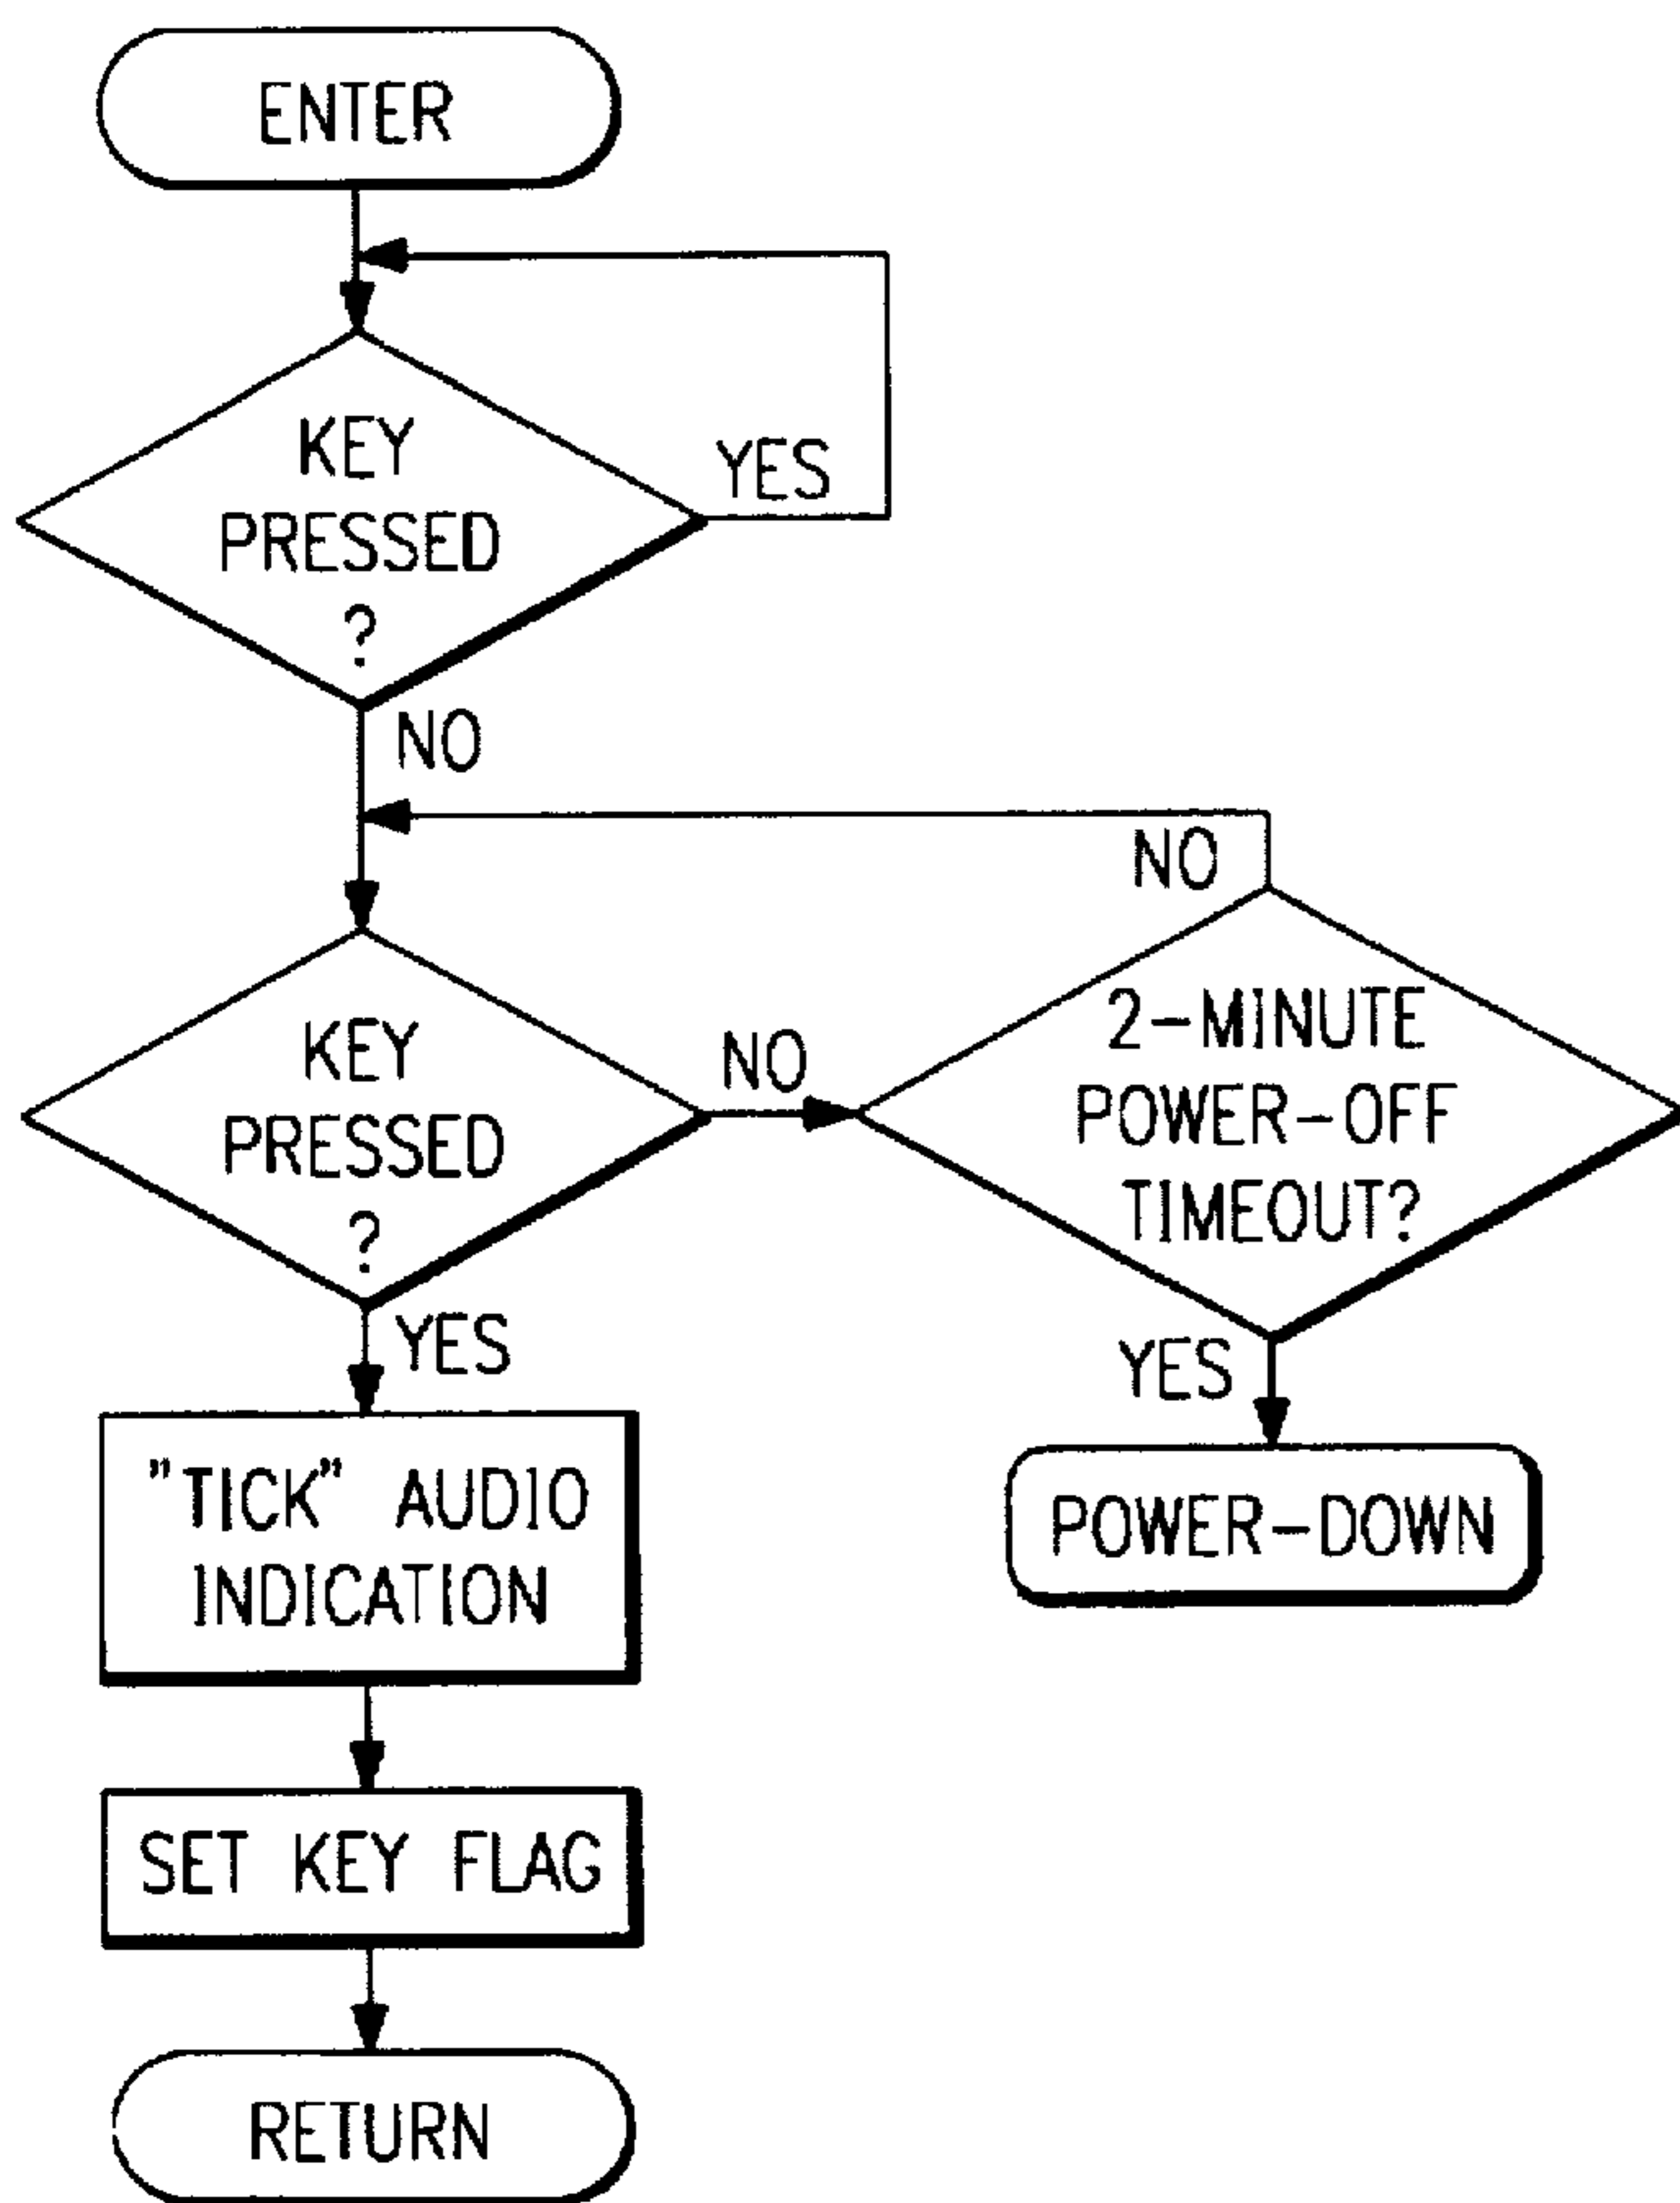 ENTER
KEY
PRESSED
?
YES
NO
NO
KEY
PRESSED
?
NO
2-MINUTE
POWER-OFF
TIMEOUT?
YES
YES
"TICK" AUDIO
INDICATION
POWER-DOWN
SET KEY FLAG
RETURN